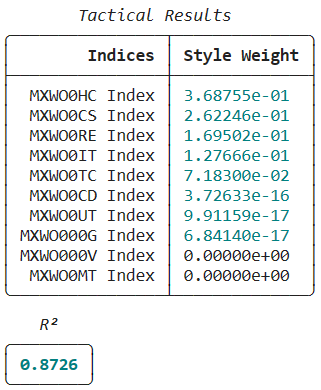 Tactical Results
Indices Style Weight
MXWO0HC Index 3.68755e-01
MXWO0CS Index 2.62246e-01
MXWO0RE Index 1.69502e-01
MXWO0IT Index 1.27666e-01
MXWO0TC Index 7.18300e-02
MXWO0CD Index 3.72633e-16
MXWO0UT Index 9.91159e-17
MXWO000G Index 6.84140e-17
MXWO000V Index 0.00000e+00
MXWO0MT Index 0.00000e+00
R²
0.8726